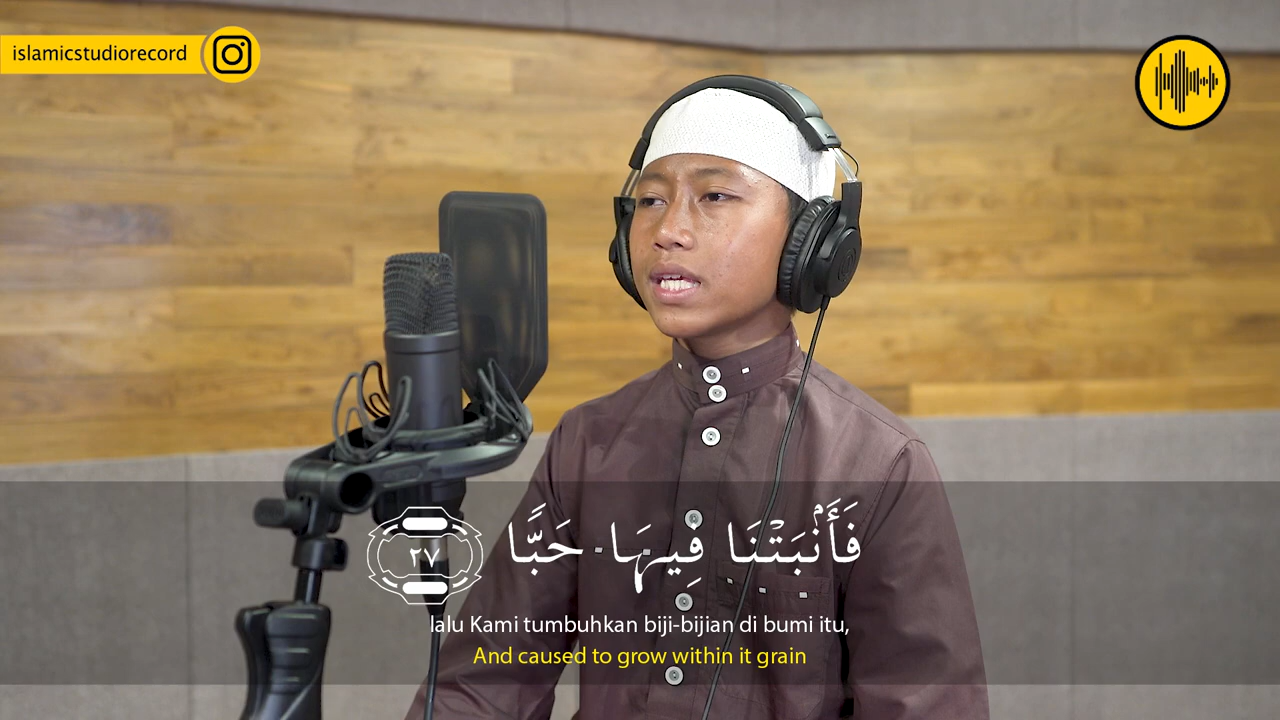 islamicstudiorecord
فَأَنۢبَتۡنَا فِيهَا حَبًّا ٢٧
lalu Kami tumbuhkan biji-bijian di bumi itu,
And caused to grow within it grain